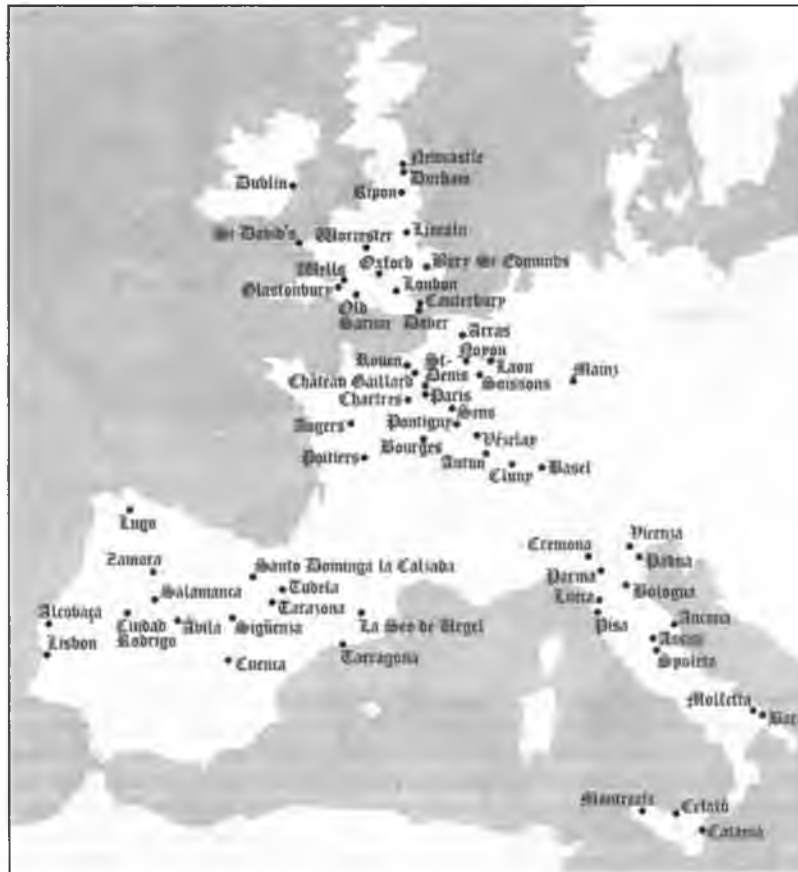 Newcastle
Durham
Dublin
Ripon
St David's
Worcester
Lincoln
Wells
Oxford
Bury St Edmunds
Glastonbury
London
Old
Sarum
Canterbury
Dover
Arras
Rouen
St-
Denis
Noyon
Laon
Soissons
Mainz
Château Gaillard
Paris
Chartres
Sens
Angers
Pontigny
Bourges
Vézelay
Poitiers
Autun
Cluny
Basel
Lugo
Zamora
Santo Dominga la Calzada
Cremona
Vicenza
Padua
Salamanca
Tudela
Tarazona
Parma
Bologna
Alcobaça
Ciudad
Rodrigo
Avila
Sigüenza
La Seo de Urgel
Lucca
Pisa
Ancona
Lisbon
Cuenca
Tarragona
Assisi
Spoleto
Molfetta
Monreale
Cefalù
Catania